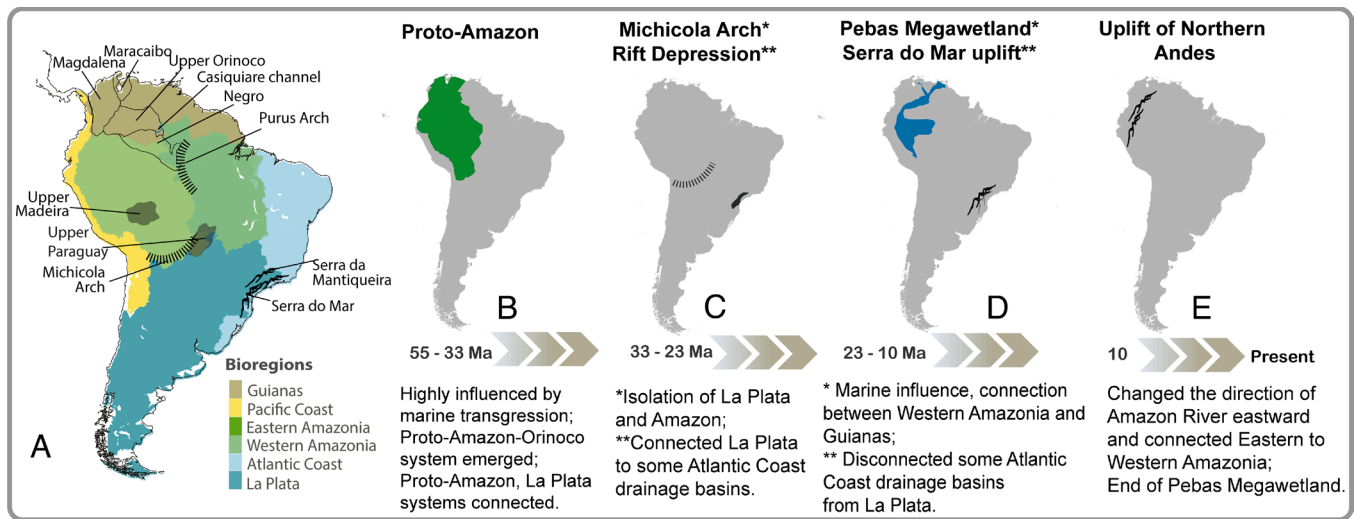 Maracaibo
Magdalena
Upper Orinoco
Casiquiare channel
Negro
Purus Arch
Upper
Madeira
Upper
Paraguay
Michicola
Arch
Serra da
Mantiqueira
Serra do Mar
A
Bioregions
Guianas
Pacific Coast
Eastern Amazonia
Western Amazonia
Atlantic Coast
La Plata
Proto-Amazon
B
55 - 33 Ma
Highly influenced by
marine transgression;
Proto-Amazon-Orinoco
system emerged;
Proto-Amazon, La Plata
systems connected.
Michicola Arch*
Rift Depression**
C
33 - 23 Ma
*Isolation of La Plata
and Amazon;
**Connected La Plata
to some Atlantic Coast
drainage basins.
Pebas Megawetland*
Serra do Mar uplift**
D
23 - 10 Ma
* Marine influence, connection
between Western Amazonia and
Guianas;
** Disconnected some Atlantic
Coast drainage basins
from La Plata.
Uplift of Northern
Andes
E
10
Present
Changed the direction of
Amazon River eastward
and connected Eastern to
Western Amazonia;
End of Pebas Megawetland.